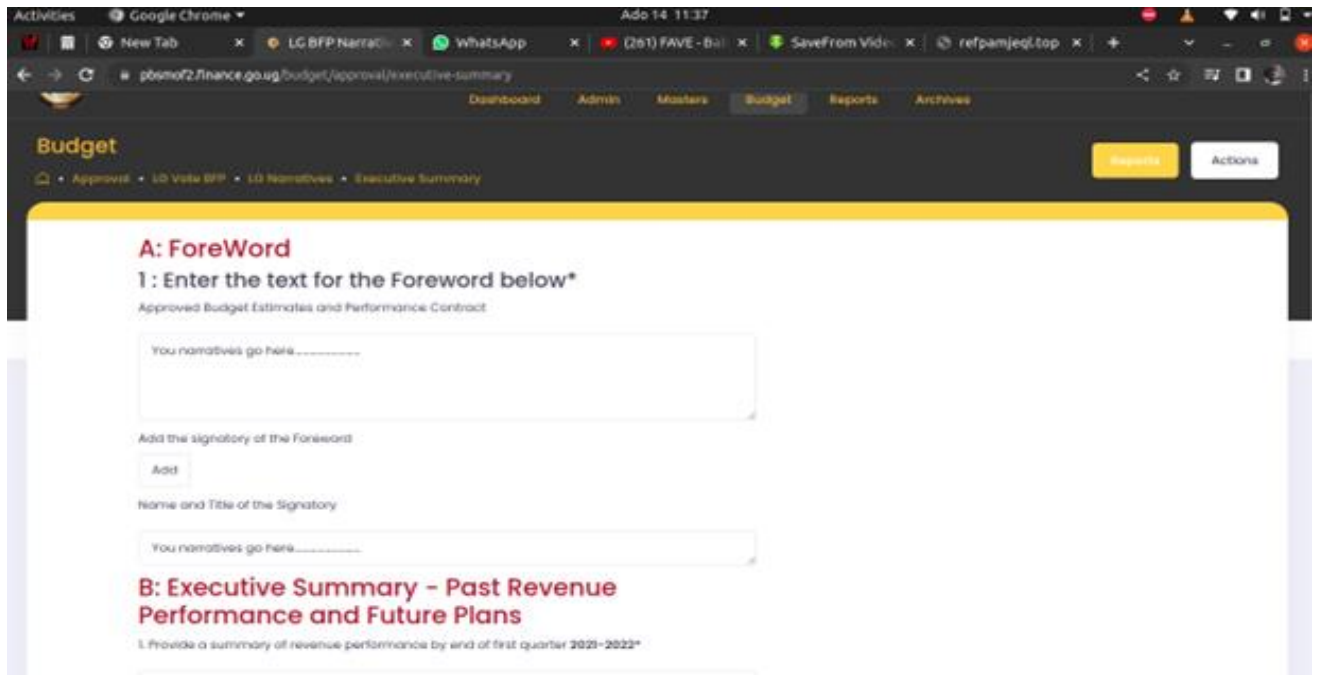 Activities Google Chrome Ado 14 11:37
New Tab LG BFP Narrativ WhatsApp (261) FAVE - Bal SaveFrom Vide refpamjeql.top
pbsmof2.finance.go.ug/budget/approval/executive-summary
Dashboard Admin Masters Budget Reports Archives
Budget
Reports Actions
Approval • LG Vote BFP • LG Narratives • Executive Summary
A: ForeWord
1 : Enter the text for the Foreword below*
Approved Budget Estimates and Performance Contract
You narratives go here....................
Add the signatory of the Foreword
Add
Name and Title of the Signatory
You narratives go here....................
B: Executive Summary - Past Revenue
Performance and Future Plans
1. Provide a summary of revenue performance by end of first quarter 2021-2022*